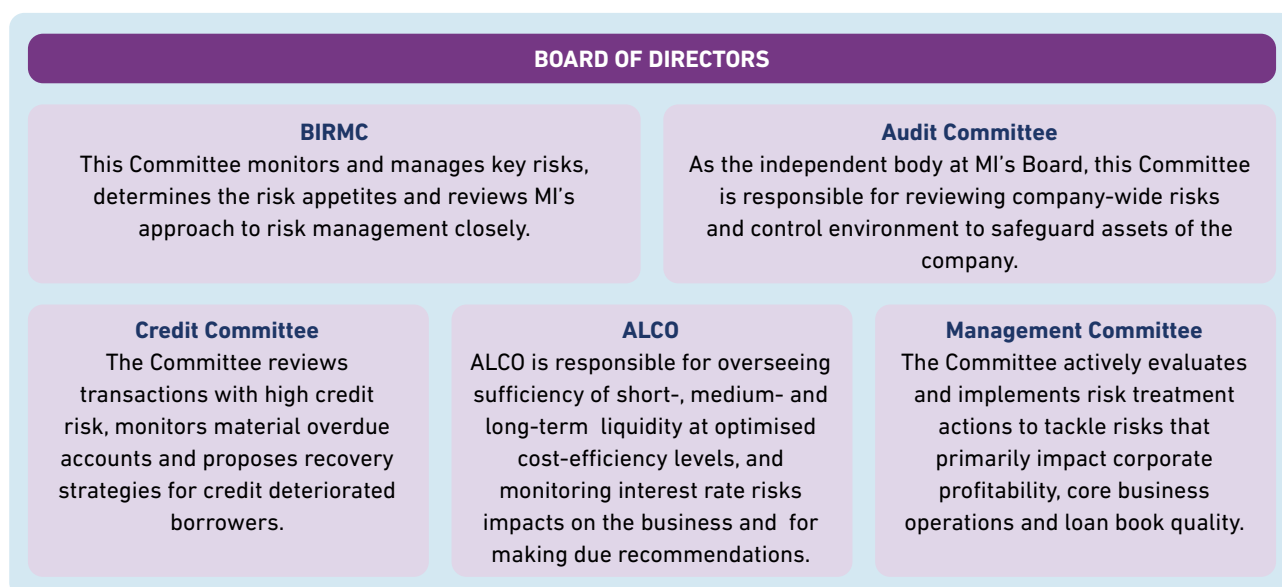 BOARD OF DIRECTORS
BIRMC
This Committee monitors and manages key risks,
determines the risk appetites and reviews MI’s
approach to risk management closely.
Audit Committee
As the independent body at MI’s Board, this Committee
is responsible for reviewing company-wide risks
and control environment to safeguard assets of the
company.
Credit Committee
The Committee reviews
transactions with high credit
risk, monitors material overdue
accounts and proposes recovery
strategies for credit deteriorated
borrowers.
ALCO
ALCO is responsible for overseeing
sufficiency of short-, medium- and
long-term liquidity at optimised
cost-efficiency levels, and
monitoring interest rate risks
impacts on the business and for
making due recommendations.
Management Committee
The Committee actively evaluates
and implements risk treatment
actions to tackle risks that
primarily impact corporate
profitability, core business
operations and loan book quality.